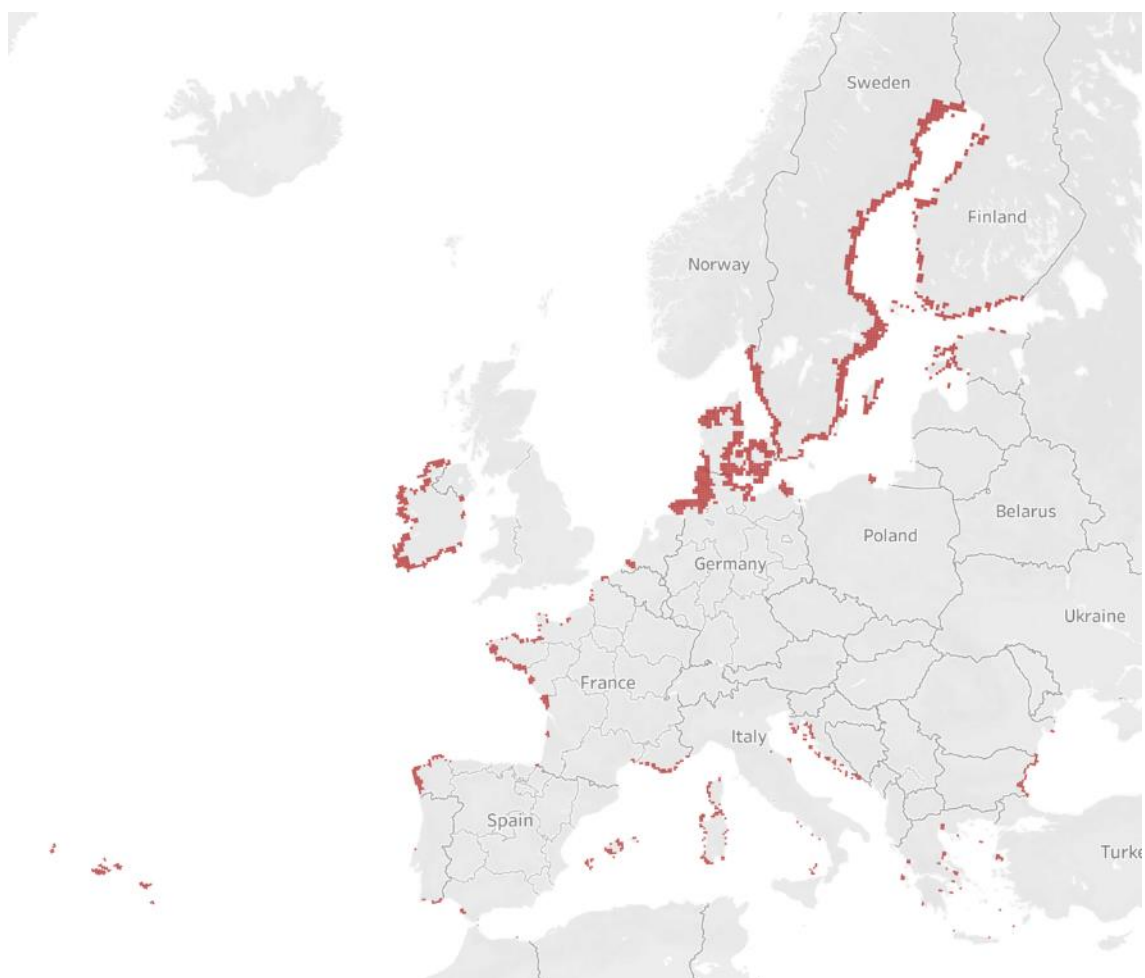 Sweden
Finland
Norway
Belarus
Poland
Germany
Ukraine
France
Italy
Spain
Turke